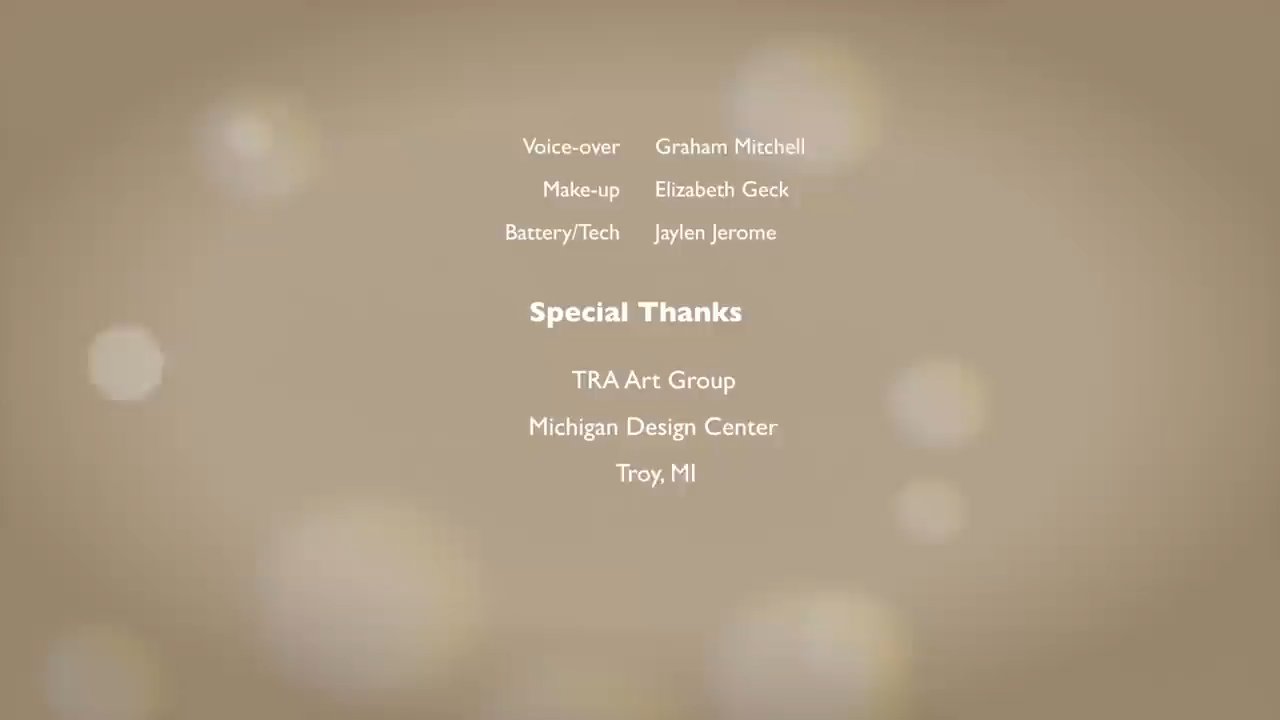 Voice-over Graham Mitchell
Make-up Elizabeth Geck
Battery/Tech Jaylen Jerome
Special Thanks
TRA Art Group
Michigan Design Center
Troy, MI